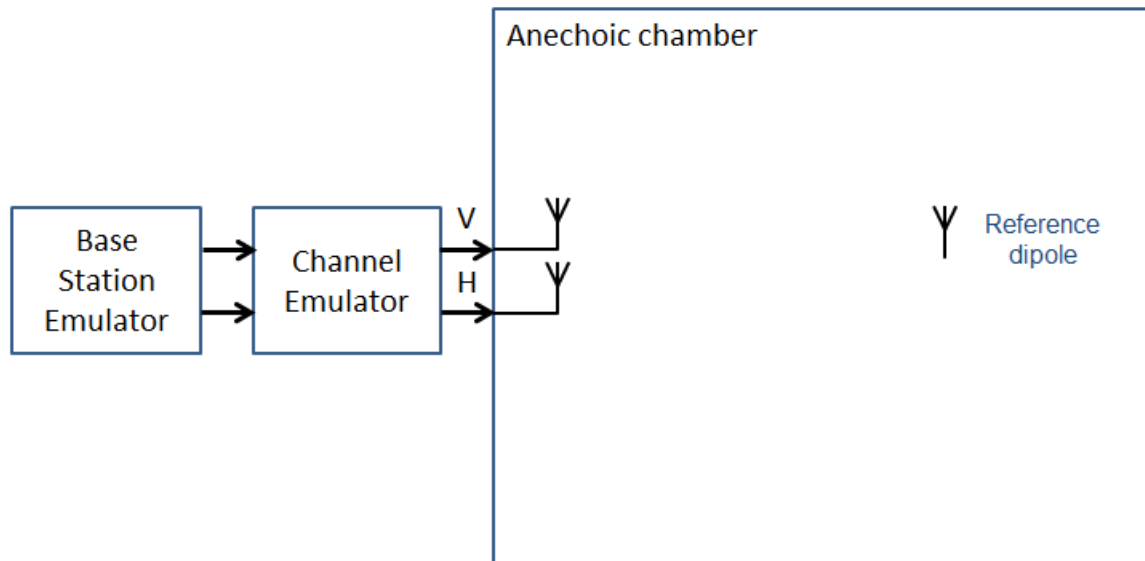 Anechoic chamber
Base
Station
Emulator
Channel
Emulator
V
H
Reference
dipole